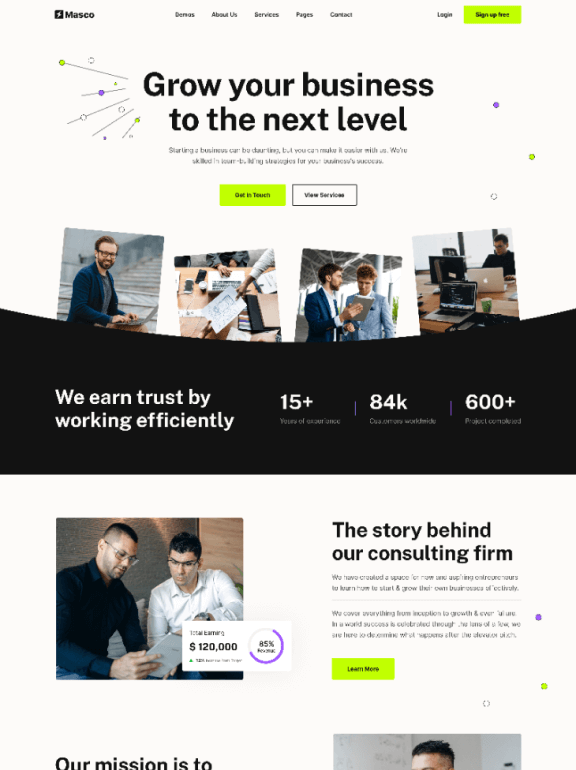 Masco
Demos About Us Services Pages Contact
Login Sign up free
Grow your business
to the next level
Starting a business can be daunting, but you can make it easier with us. We're
skilled in team-building strategies for your business's success.
Get in Touch View Services
We earn trust by
working efficiently
15+ 84k 600+
Years of experience Customers worldwide Project completed
The story behind
our consulting firm
We have created a space for new and aspiring entrepreneurs
to learn how to start & grow their own businesses effectively.
We cover everything from inception to growth & even failure.
In a world success is celebrated through the lens of a few, we
are here to determine what happens after the elevator pitch.
Total Earning
$ 120,000
85%
Revenue
Learn More
Our mission is to